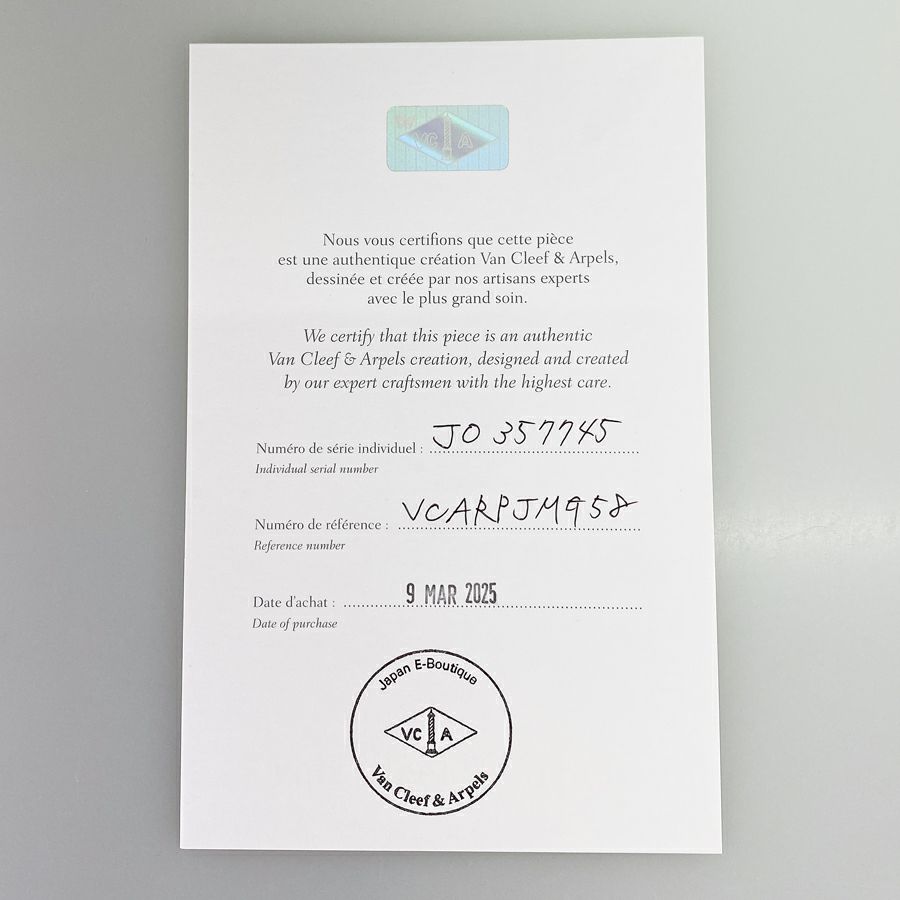 VC A
Nous vous certifions que cette pièce
est une authentique création Van Cleef & Arpels,
dessinée et créée par nos artisans experts
avec le plus grand soin.
We certify that this piece is an authentic
Van Cleef & Arpels creation, designed and created
by our expert craftsmen with the highest care.
Numéro de série individuel : JO 357745
Individual serial number
Numéro de référence : VCARPJM958
Reference number
Date d'achat : 9 MAR 2025
Date of purchase
Japan E-Boutique
VC A
Van Cleef & Arpels